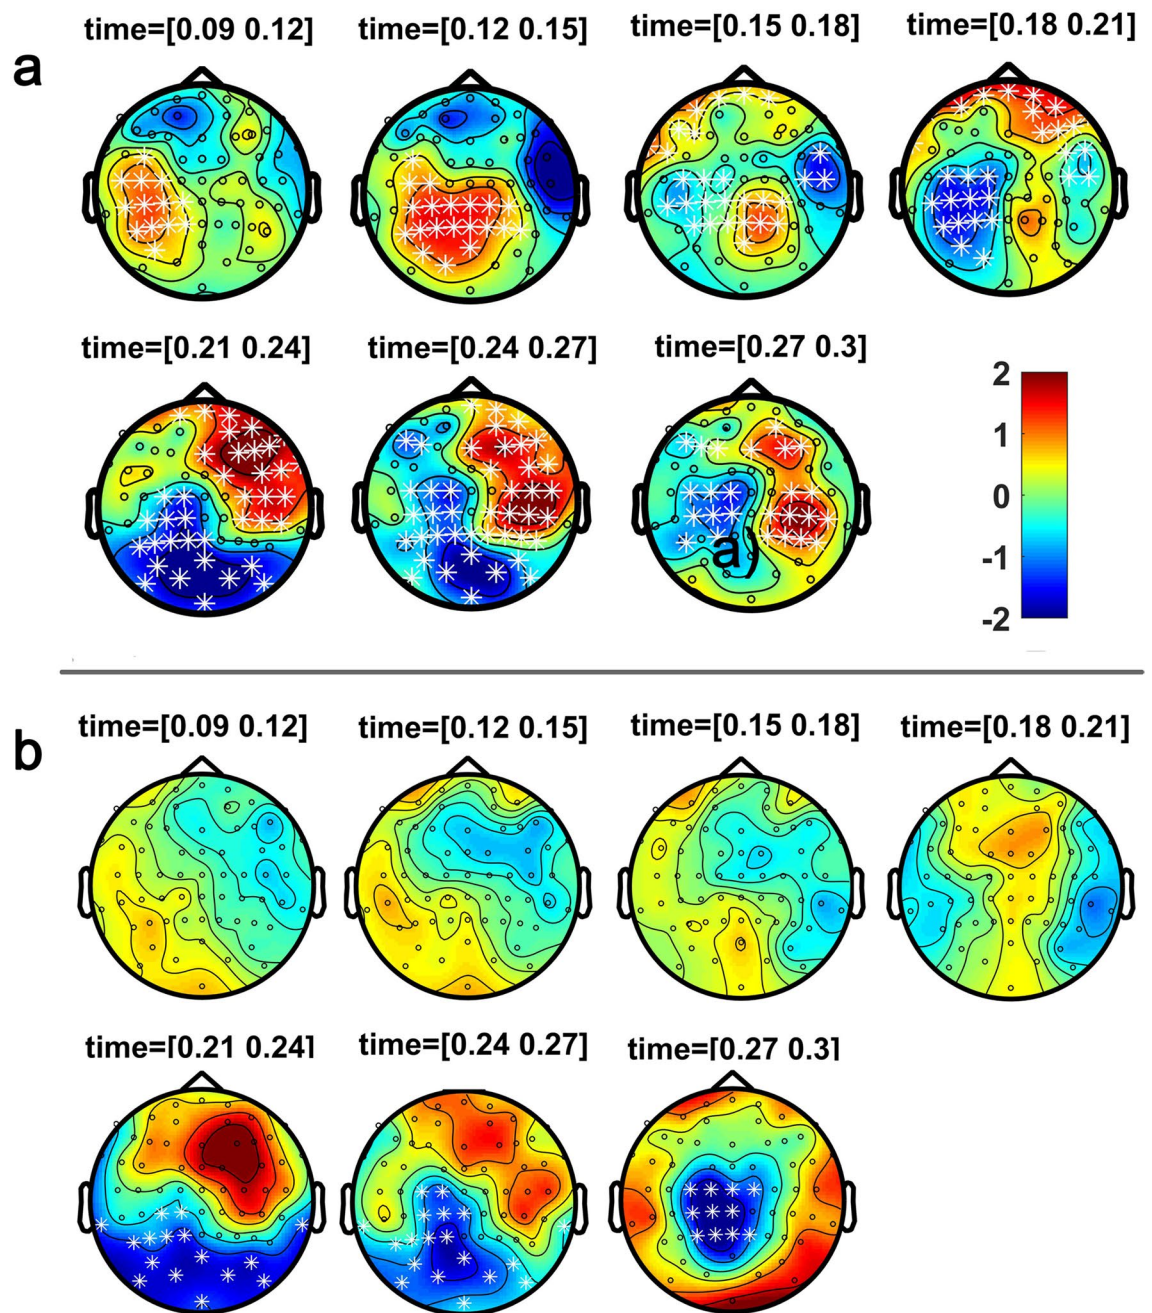 time=[0.09 0.12] time=[0.12 0.15] time=[0.15 0.18] time=[0.18 0.21]
a
time=[0.21 0.24] time=[0.24 0.27] time=[0.27 0.3]
2
1
0
-1
-2
a)
time=[0.09 0.12] time=[0.12 0.15] time=[0.15 0.18] time=[0.18 0.21]
b
time=[0.21 0.24] time=[0.24 0.27] time=[0.27 0.3]